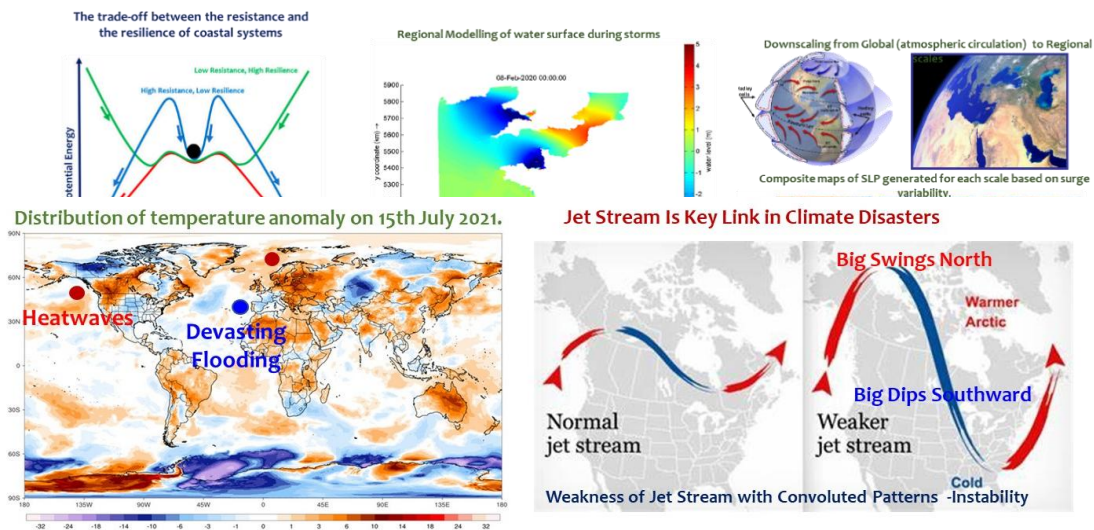 The trade-off between the resistance and
the resilience of coastal systems
Low Resistance, High Resilience
High Resistance, Low Resilience
otential Energy
Regional Modelling of water surface during storms
08-Feb-2020 00.00.00
y coordinate (km) →
5900
5800
5700
5600
5500
5400
5300
water level [m]
5
4
3
2
1
0
-1
-2
Downscaling from Global (atmospheric circulation) to Regional
scales
Composite maps of SLP generated for each scale based on surge
variability.
Distribution of temperature anomaly on 15th July 2021.
90N
60N
30N
0
30S
60S
90S
180 135W 90W 45W 0 45E 90E 135E 180
-32 -24 -18 -14 -10 -6 -3 -1 0 1 3 6 10 14 18 24 32
Heatwaves
Devasting
Flooding
Jet Stream Is Key Link in Climate Disasters
Normal
jet stream
Big Swings North
Warmer
Arctic
Big Dips Southward
Weaker
jet stream
Cold
Weakness of Jet Stream with Convoluted Patterns -Instability